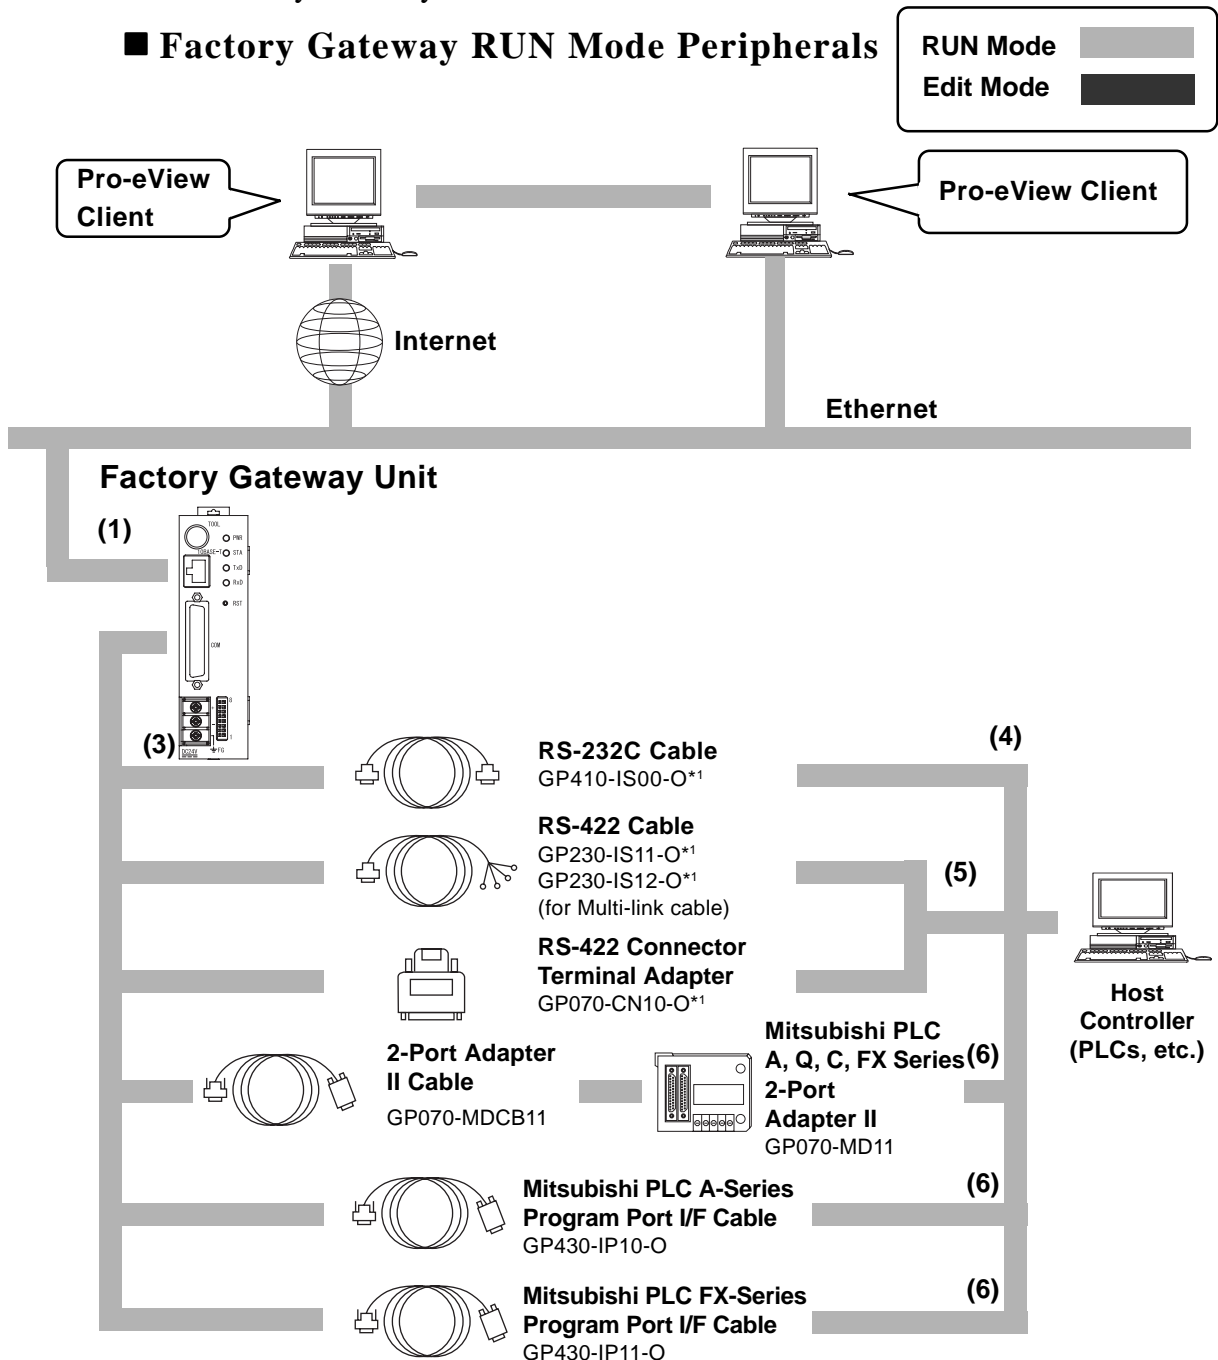 ■ Factory Gateway RUN Mode Peripherals
RUN Mode
Edit Mode
Pro-eView
Client
Pro-eView Client
Internet
Ethernet
Factory Gateway Unit
(1)
TOOL
PWR
10BASE-T
STA
TxD
RxD
RST
COM
8
+
-
1
DC24V
FG
(3)
RS-232C Cable
GP410-IS00-O*1
(4)
RS-422 Cable
GP230-IS11-O*1
GP230-IS12-O*1
(for Multi-link cable)
(5)
RS-422 Connector
Terminal Adapter
GP070-CN10-O*1
Host
Controller
(PLCs, etc.)
2-Port Adapter
II Cable
GP070-MDCB11
Mitsubishi PLC
A, Q, C, FX Series
2-Port
Adapter II
GP070-MD11
(6)
Mitsubishi PLC A-Series
Program Port I/F Cable
GP430-IP10-O
(6)
Mitsubishi PLC FX-Series
Program Port I/F Cable
GP430-IP11-O
(6)